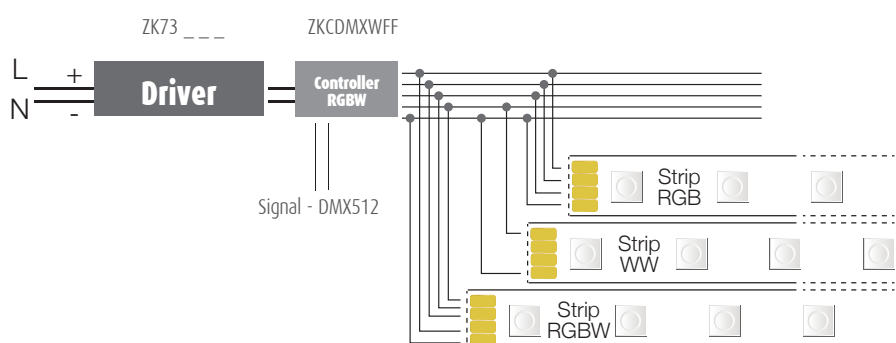 ZK73 _ _ _
ZKCDMXWFF
L
+
N
-
Driver
Controller
RGBW
Signal - DMX512
Strip
RGB
Strip
WW
Strip
RGBW